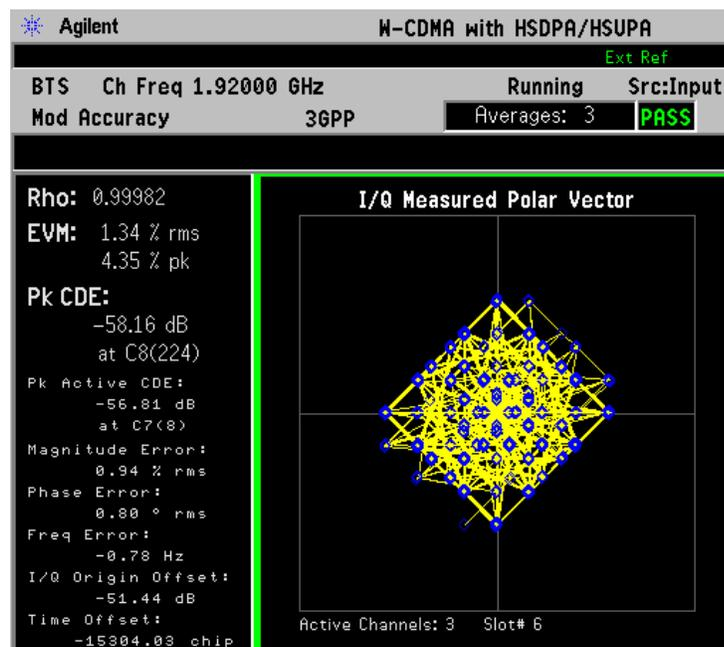 Agilent W-CDMA with HSDPA/HSUPA
Ext Ref
BTS Ch Freq 1.92000 GHz Running Src:Input
Mod Accuracy 3GPP Averages: 3 PASS
Rho: 0.99982
EVM: 1.34 % rms
4.35 % pk
Pk CDE:
-58.16 dB
at C8(224)
Pk Active CDE:
-56.81 dB
at C7(8)
Magnitude Error:
0.94 % rms
Phase Error:
0.80 ° rms
Freq Error:
-0.78 Hz
I/Q Origin Offset:
-51.44 dB
Time Offset:
-15304.03 chip
I/Q Measured Polar Vector
Active Channels: 3 Slot# 6